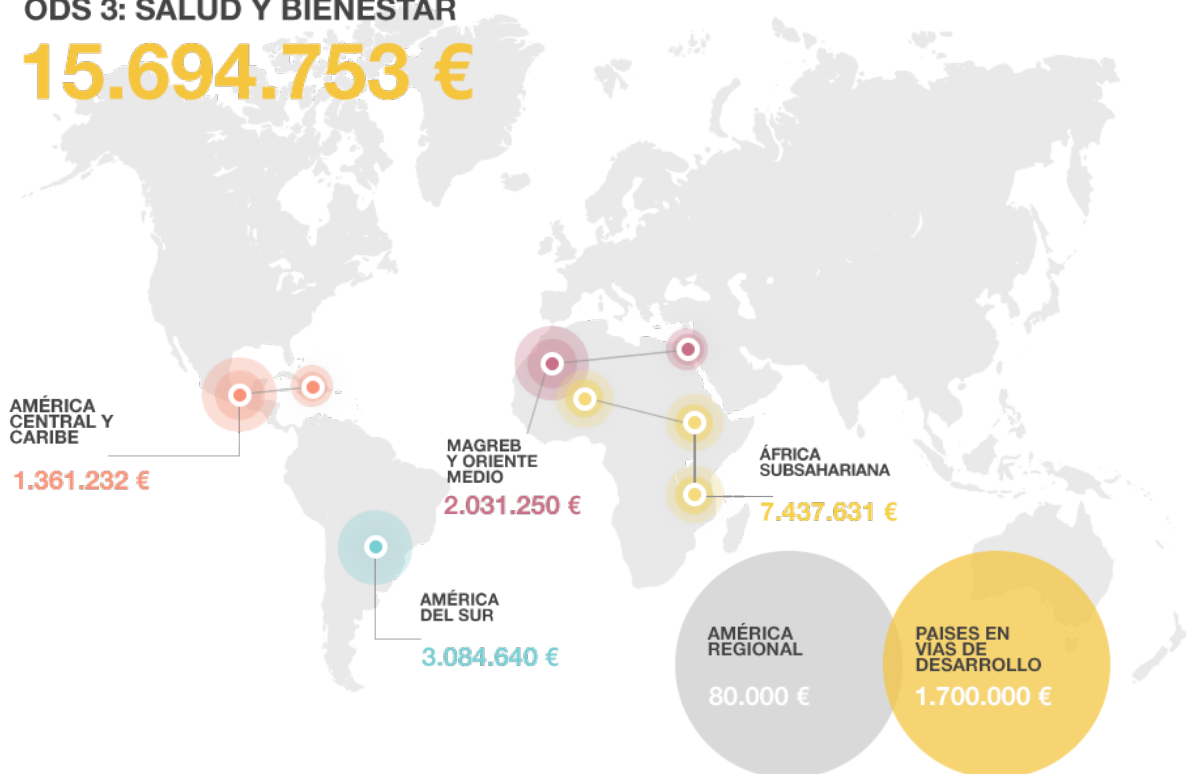 ODS 3: SALUD Y BIENESTAR
15.694.753 €
AMÉRICA
CENTRAL Y
CARIBE
1.361.232 €
MAGREB
Y ORIENTE
MEDIO
2.031.250 €
ÁFRICA
SUBSAHARIANA
7.437.631 €
AMÉRICA
DEL SUR
3.084.640 €
AMÉRICA
REGIONAL
80.000 €
PAISES EN
VÍAS DE
DESARROLLO
1.700.000 €